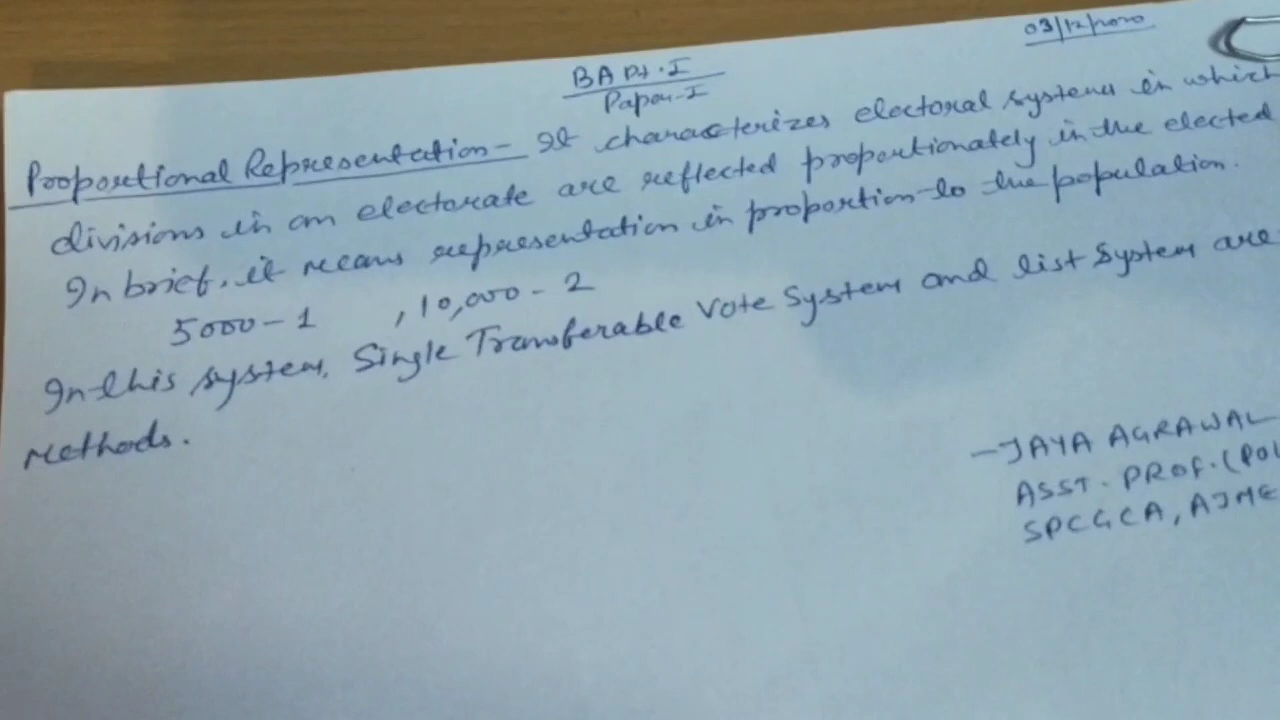 03/12/2020
BA Pt. I
Paper-I
Proportional Representation - It characterizes electoral systems in which
divisions in an electorate are reflected proportionately in the elected
In brief, it means representation in proportion to the population.
5000 - 1 , 10,000 - 2
In this system, Single Transferable Vote System and list System are
methods.
- JAYA AGRAWAL
ASST. PROF. (POL
SPCGCA, AJME